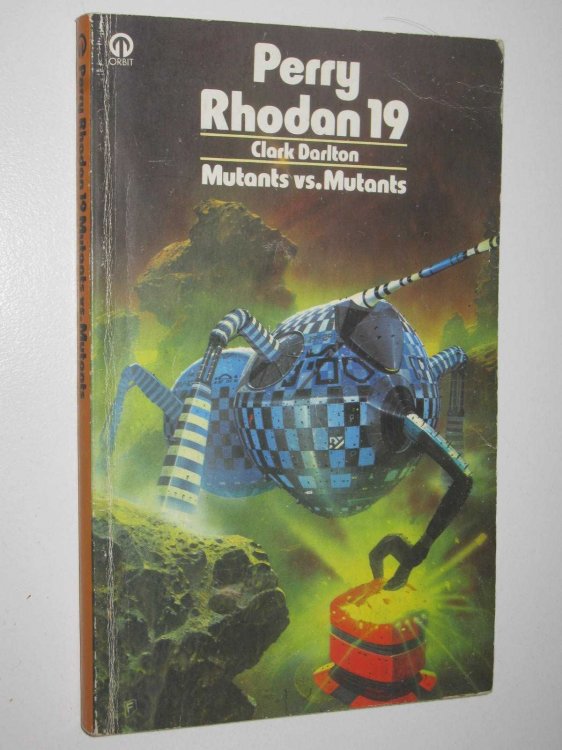 ORBIT
Perry
Rhodan 19
Clark Darlton
Mutants vs. Mutants
Perry Rhodan 19 Mutants vs. Mutants
F